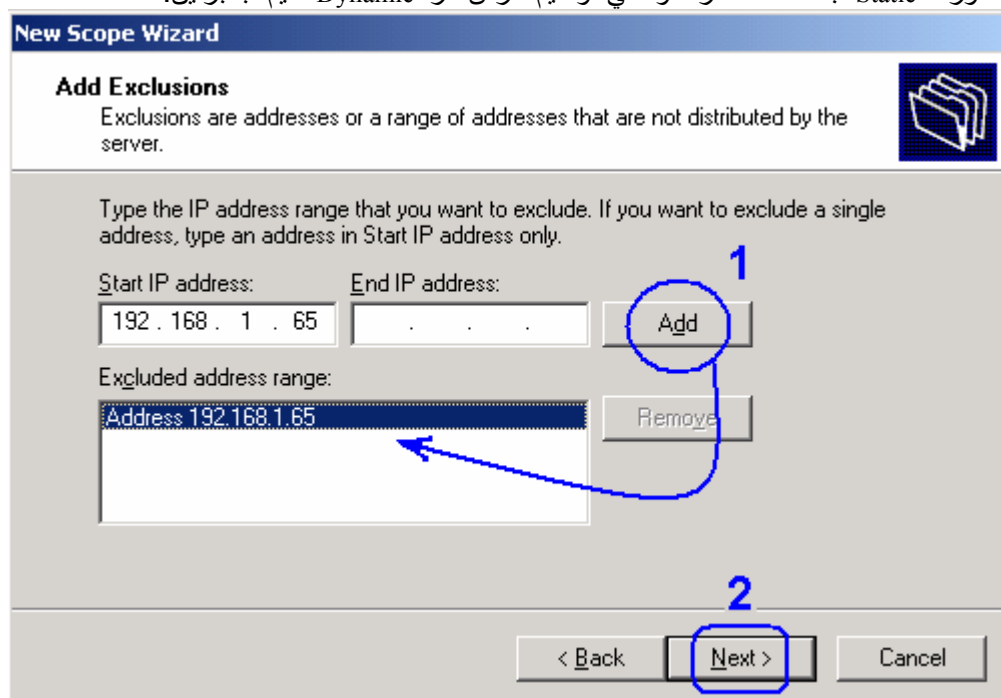 Static Dynamic
New Scope Wizard
Add Exclusions
Exclusions are addresses or a range of addresses that are not distributed by the
server.
Type the IP address range that you want to exclude. If you want to exclude a single
address, type an address in Start IP address only.
1
Start IP address: End IP address:
192 . 168 . 1 . 65 . . . Add
Excluded address range:
Address 192.168.1.65 Remove
2
< Back Next > Cancel